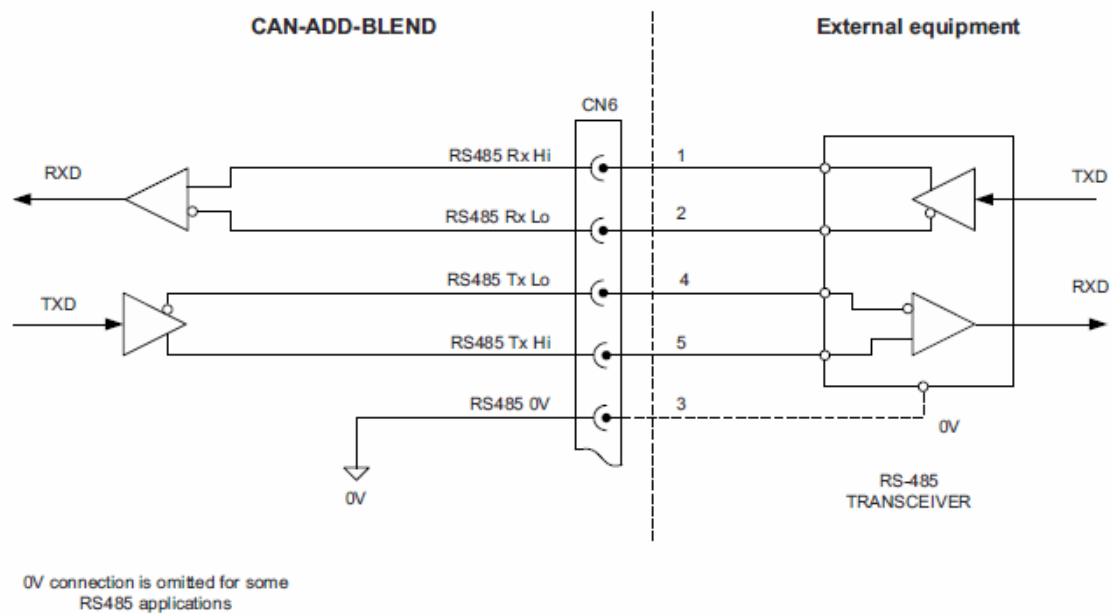 CAN-ADD-BLEND
External equipment
CN6
RXD
RS485 Rx Hi
1
TXD
RS485 Rx Lo
2
TXD
RS485 Tx Lo
4
RXD
RS485 Tx Hi
5
RS485 0V
3
0V
0V
RS-485
TRANSCEIVER
0V connection is omitted for some
RS485 applications